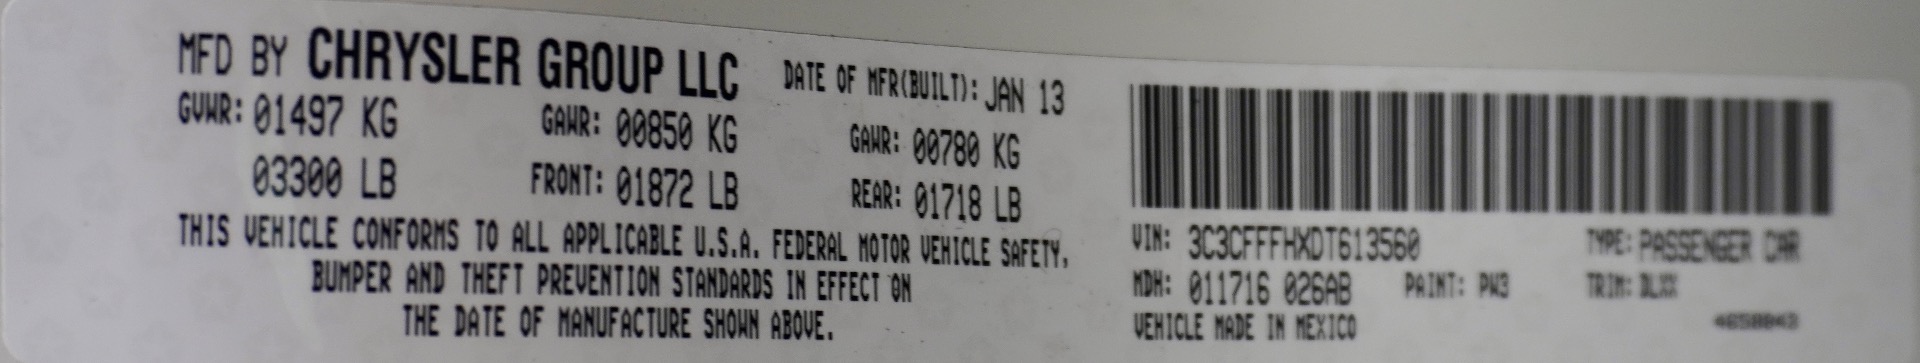 MFD BY CHRYSLER GROUP LLC DATE OF MFR(BUILT): JAN 13
GVWR: 01497 KG GAWR: 00850 KG GAWR: 00780 KG
03300 LB FRONT: 01872 LB REAR: 01718 LB
THIS VEHICLE CONFORMS TO ALL APPLICABLE U.S.A. FEDERAL MOTOR VEHICLE SAFETY,
BUMPER AND THEFT PREVENTION STANDARDS IN EFFECT ON
THE DATE OF MANUFACTURE SHOWN ABOVE.
VIN: 3C3CFFFHXDT613560 TYPE: PASSENGER CAR
MDH: 011716 026AB PAINT: PW3 TRIM:
VEHICLE MADE IN MEXICO